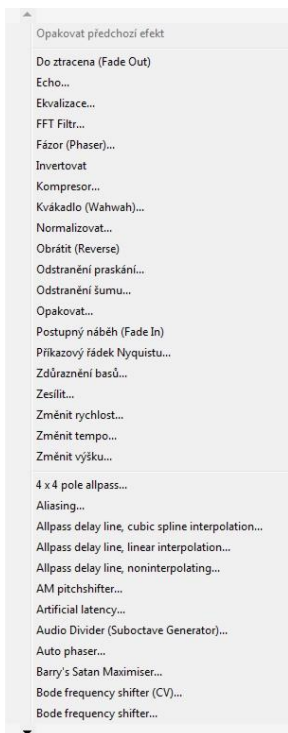 Opakovat předchozí efekt
Do ztracena (Fade Out)
Echo...
Ekvalizace...
FFT Filtr...
Fázor (Phaser)...
Invertovat
Kompresor...
Kvákadlo (Wahwah)...
Normalizovat...
Obrátit (Reverse)
Odstranění praskání...
Odstranění šumu...
Opakovat...
Postupný náběh (Fade In)
Příkazový řádek Nyquistu...
Zdůraznění basů...
Zesílit...
Změnit rychlost...
Změnit tempo...
Změnit výšku...
4 x 4 pole allpass...
Aliasing...
Allpass delay line, cubic spline interpolation...
Allpass delay line, linear interpolation...
Allpass delay line, noninterpolating...
AM pitchshifter...
Artificial latency...
Audio Divider (Suboctave Generator)...
Auto phaser...
Barry's Satan Maximiser...
Bode frequency shifter (CV)...
Bode frequency shifter...